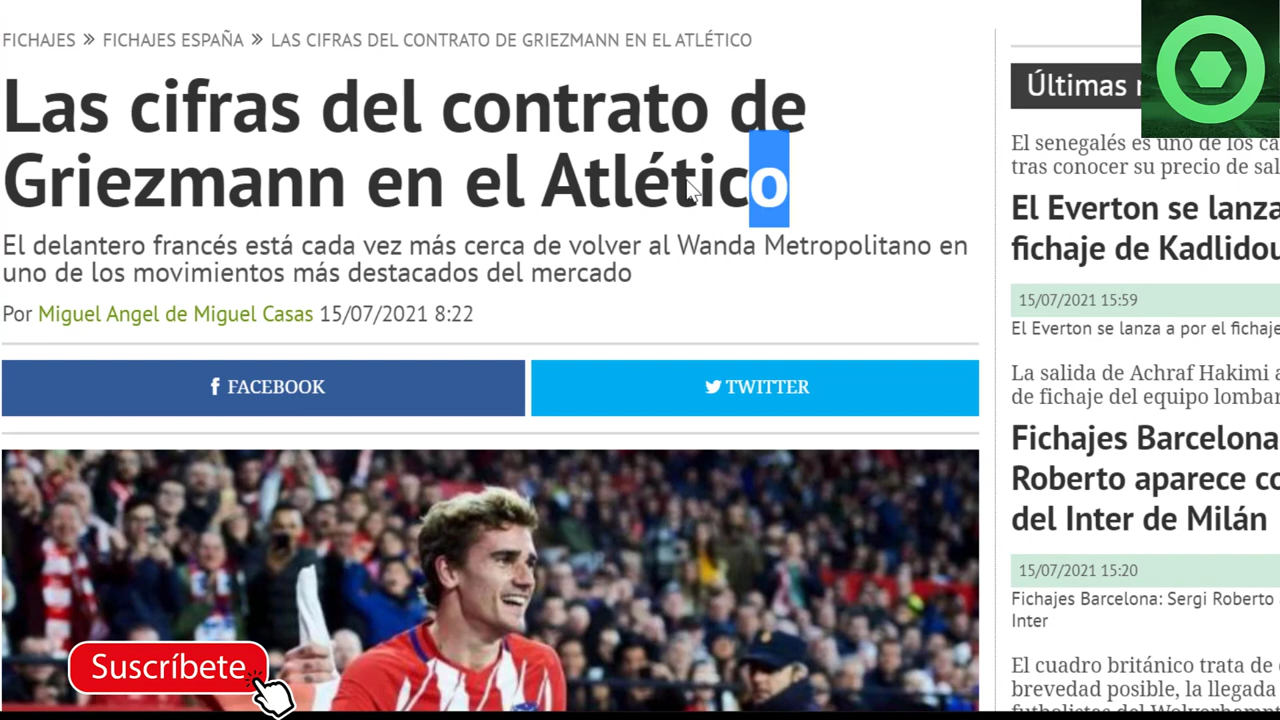 FICHAJES » FICHAJES ESPAÑA » LAS CIFRAS DEL CONTRATO DE GRIEZMANN EN EL ATLÉTICO
Las cifras del contrato de
Griezmann en el Atlético
El delantero francés está cada vez más cerca de volver al Wanda Metropolitano en
uno de los movimientos más destacados del mercado
Por Miguel Angel de Miguel Casas 15/07/2021 8:22
FACEBOOK
TWITTER
Suscríbete
Últimas
El senegalés es uno de los
tras conocer su precio de
El Everton se lanza
fichaje de Kadlidou
15/07/2021 15:59
El Everton se lanza a por el fichaje
La salida de Achraf Hakimi a
de fichaje del equipo
Fichajes Barcelona
Roberto aparece
del Inter de Milán
15/07/2021 15:20
Fichajes Barcelona: Sergi Roberto
Inter
El cuadro británico trata de
brevedad posible, la llegada